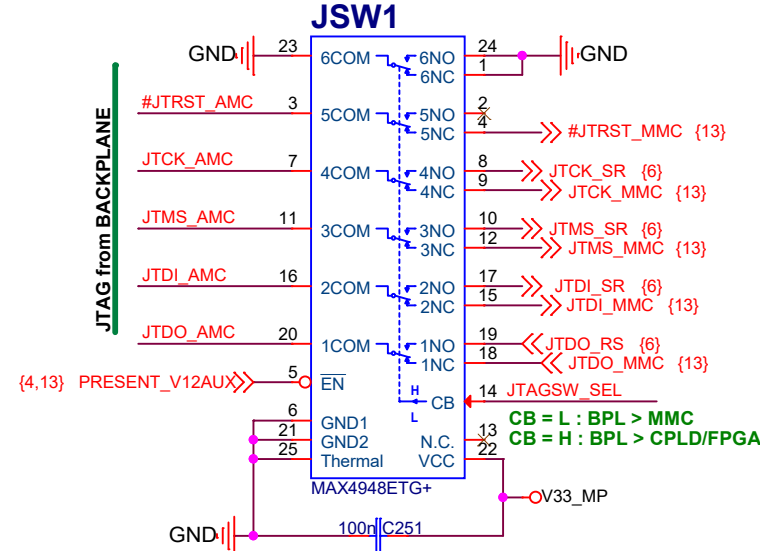 JSW1
GND 23 6COM 6NO 24 GND
6NC 1
#JTRST_AMC 3 5COM 5NO 2
5NC 4 #JTRST_MMC {13}
JTCK_AMC 7 4COM 4NO 8 JTCK_SR {6}
4NC 9 JTCK_MMC {13}
JTMS_AMC 11 3COM 3NO 10 JTMS_SR {6}
3NC 12 JTMS_MMC {13}
JTDI_AMC 16 2COM 2NO 17 JTDI_SR {6}
2NC 15 JTDI_MMC {13}
JTDO_AMC 20 1COM 1NO 19 JTDO_RS {6}
1NC 18 JTDO_MMC {13}
JTAG from BACKPLANE
{4,13} PRESENT_V12AUX 5 EN
H
CB 14 JTAGSW_SEL
L
CB = L : BPL > MMC
CB = H : BPL > CPLD/FPGA
6 GND1
21 GND2 N.C. 13
25 Thermal VCC 22
MAX4948ETG+
V33_MP
GND 100n C251